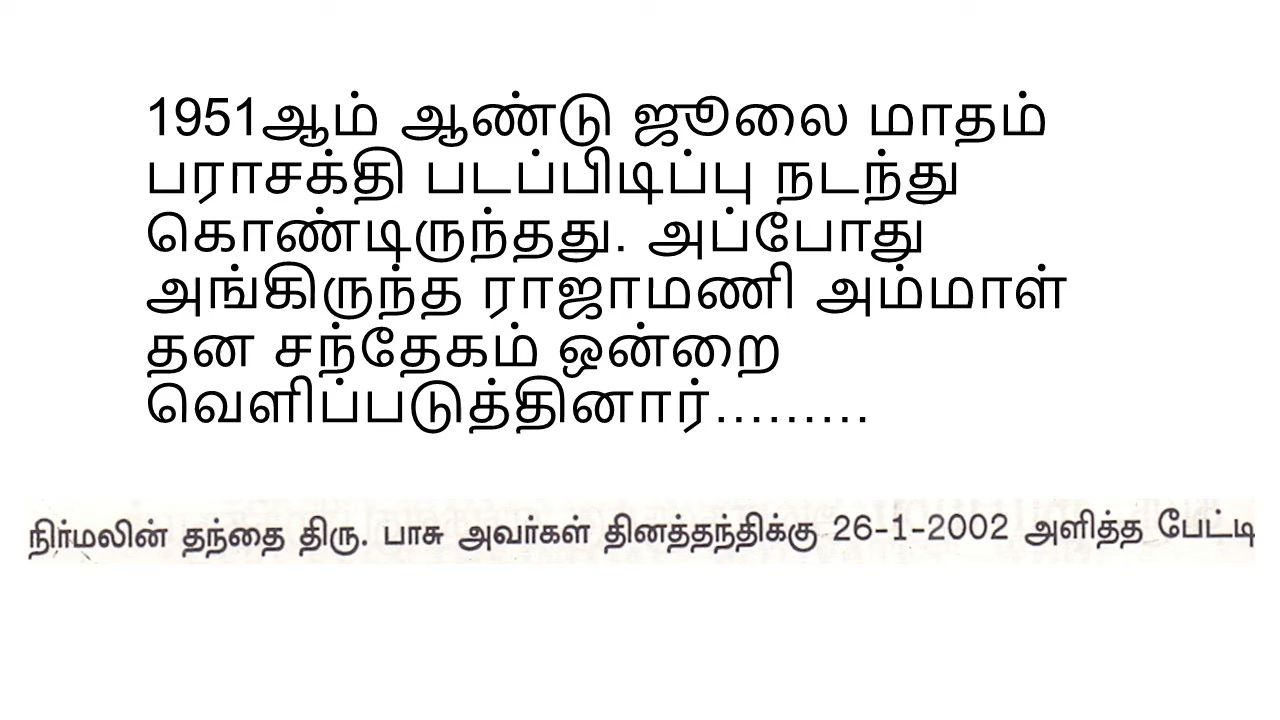 1951ஆம் ஆண்டு ஜூலை மாதம்
பராசக்தி படப்பிடிப்பு நடந்து
கொண்டிருந்தது. அப்போது
அங்கிருந்த ராஜாமணி அம்மாள்
தன சந்தேகம் ஒன்றை
வெளிப்படுத்தினார்.........
நிர்மலின் தந்தை திரு. பாசு அவர்கள் தினத்தந்திக்கு 26-1-2002 அளித்த பேட்டி